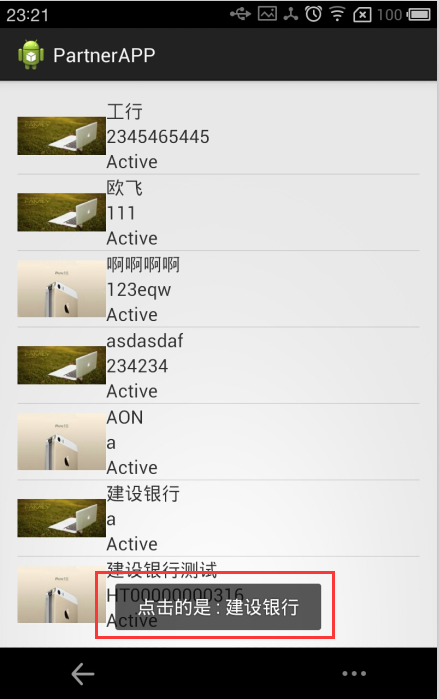 23:21
100
PartnerAPP
工行
2345465445
Active
欧飞
111
Active
啊啊啊啊
123eqw
Active
asdasdaf
234234
Active
AON
a
Active
建设银行
a
Active
建设银行测试
HT00000000316
点击的是 : 建设银行
Active